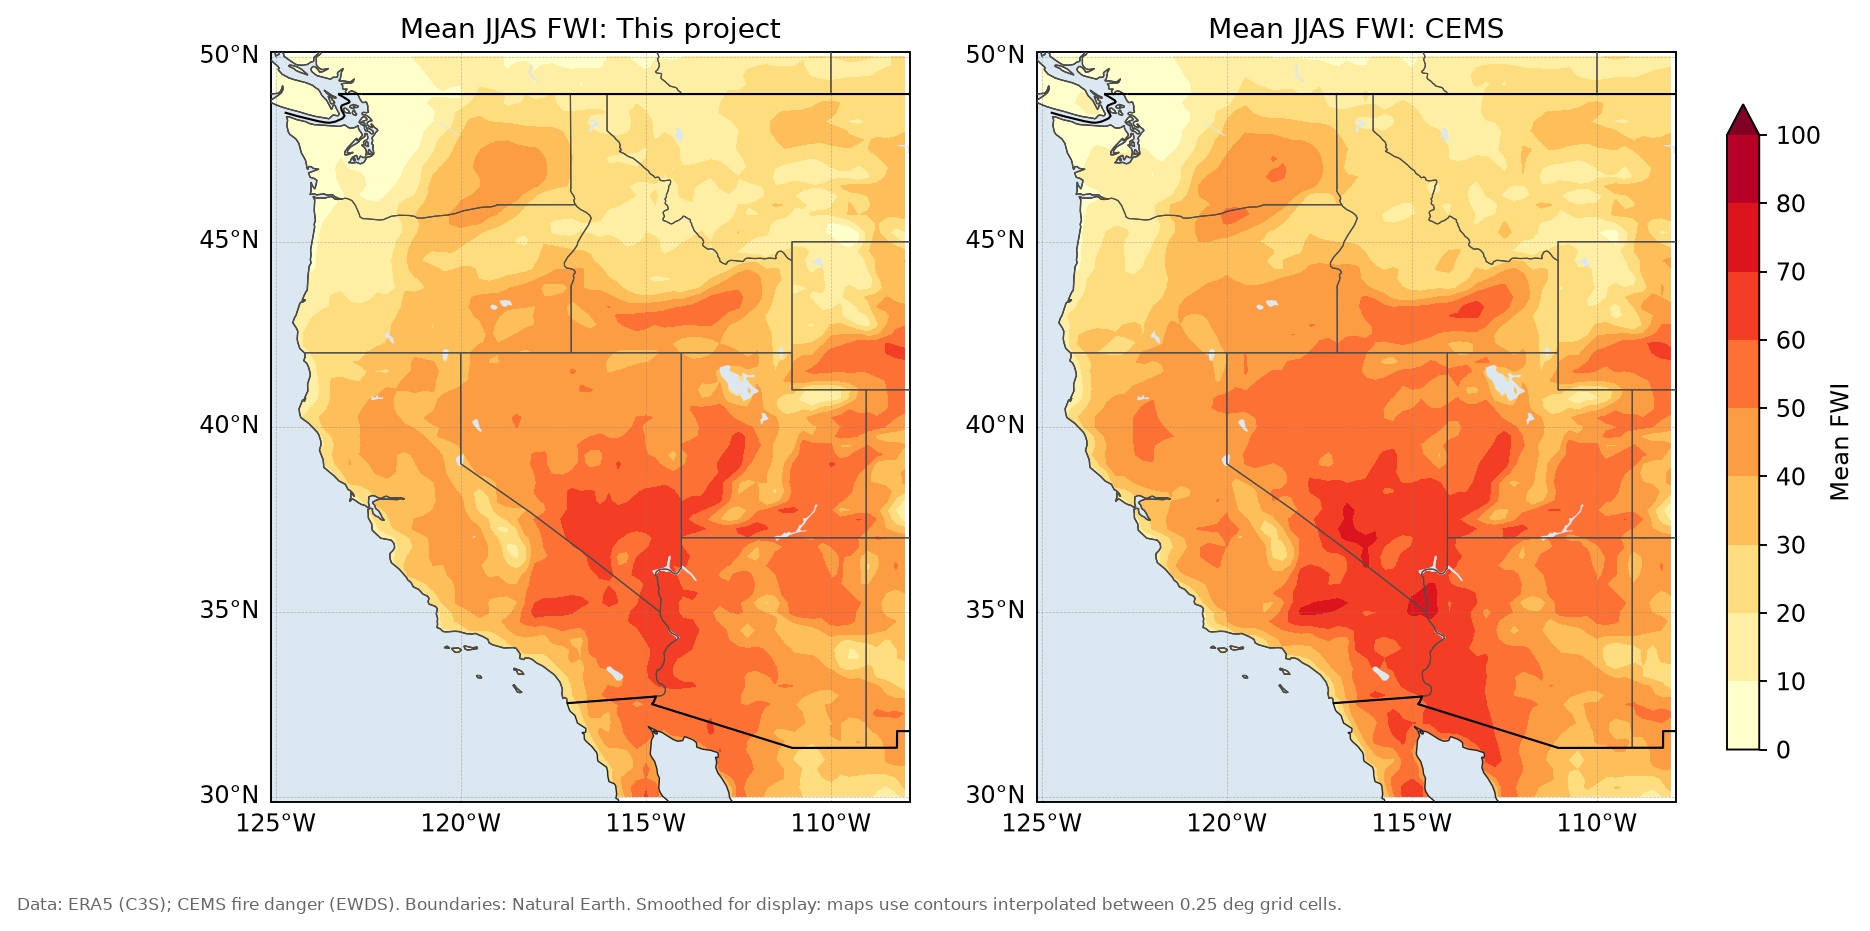 Mean JJAS FWI: This project
Mean JJAS FWI: CEMS
50°N
45°N
40°N
35°N
30°N
125°W
120°W
115°W
110°W
50°N
45°N
40°N
35°N
30°N
125°W
120°W
115°W
110°W
100
80
70
60
50
40
30
20
10
0
Mean FWI
Data: ERA5 (C3S); CEMS fire danger (EWDS). Boundaries: Natural Earth. Smoothed for display: maps use contours interpolated between 0.25 deg grid cells.